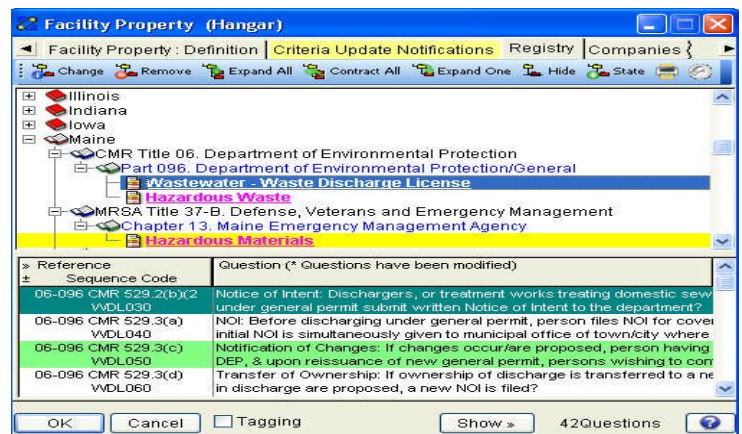 Facility Property (Hangar)
Facility Property : Definition Criteria Update Notifications Registry Companies
Change Remove Expand All Contract All Expand One Hide State
Illinois
Indiana
Iowa
Maine
CMR Title 06. Department of Environmental Protection
Part 096. Department of Environmental Protection/General
Wastewater - Waste Discharge License
Hazardous Waste
MRSA Title 37-B. Defense, Veterans and Emergency Management
Chapter 13. Maine Emergency Management Agency
Hazardous Materials
» Reference Question (* Questions have been modified)
± Sequence Code
06-096 CMR 529.2(b)(2 Notice of Intent: Dischargers, or treatment works treating domestic sew
WDL030 under general permit submit written Notice of Intent to the department?
06-096 CMR 529.3(a) NOI: Before discharging under general permit, person files NOI for cover
WDL040 initial NOI is simultaneously given to municipal office of town/city where
06-096 CMR 529.3(c) Notification of Changes: If changes occur/are proposed, person having
WDL050 DEP, & upon reissuance of new general permit, persons wishing to con
06-096 CMR 529.3(d) Transfer of Ownership: If ownership of discharge is transferred to a ne
WDL060 in discharge are proposed, a new NOI is filed?
OK Cancel Tagging Show » 42Questions ?